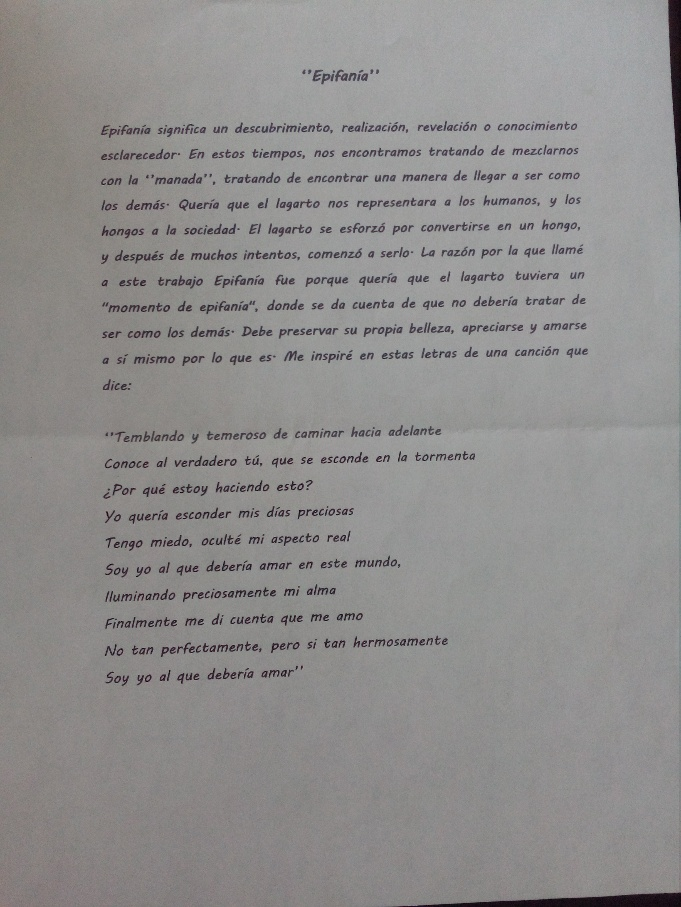 ‘’Epifanía’’
Epifanía significa un descubrimiento, realización, revelación o conocimiento
esclarecedor· En estos tiempos, nos encontramos tratando de mezclarnos
con la ‘’manada’’, tratando de encontrar una manera de llegar a ser como
los demás· Quería que el lagarto nos representara a los humanos, y los
hongos a la sociedad· El lagarto se esforzó por convertirse en un hongo,
y después de muchos intentos, comenzó a serlo· La razón por la que llamé
a este trabajo Epifanía fue porque quería que el lagarto tuviera un
"momento de epifanía", donde se da cuenta de que no debería tratar de
ser como los demás· Debe preservar su propia belleza, apreciarse y amarse
a sí mismo por lo que es· Me inspiré en estas letras de una canción que
dice:
‘’Temblando y temeroso de caminar hacia adelante
Conoce al verdadero tú, que se esconde en la tormenta
¿Por qué estoy haciendo esto?
Yo quería esconder mis días preciosas
Tengo miedo, oculté mi aspecto real
Soy yo al que debería amar en este mundo,
Iluminando preciosamente mi alma
Finalmente me di cuenta que me amo
No tan perfectamente, pero si tan hermosamente
Soy yo al que debería amar’’